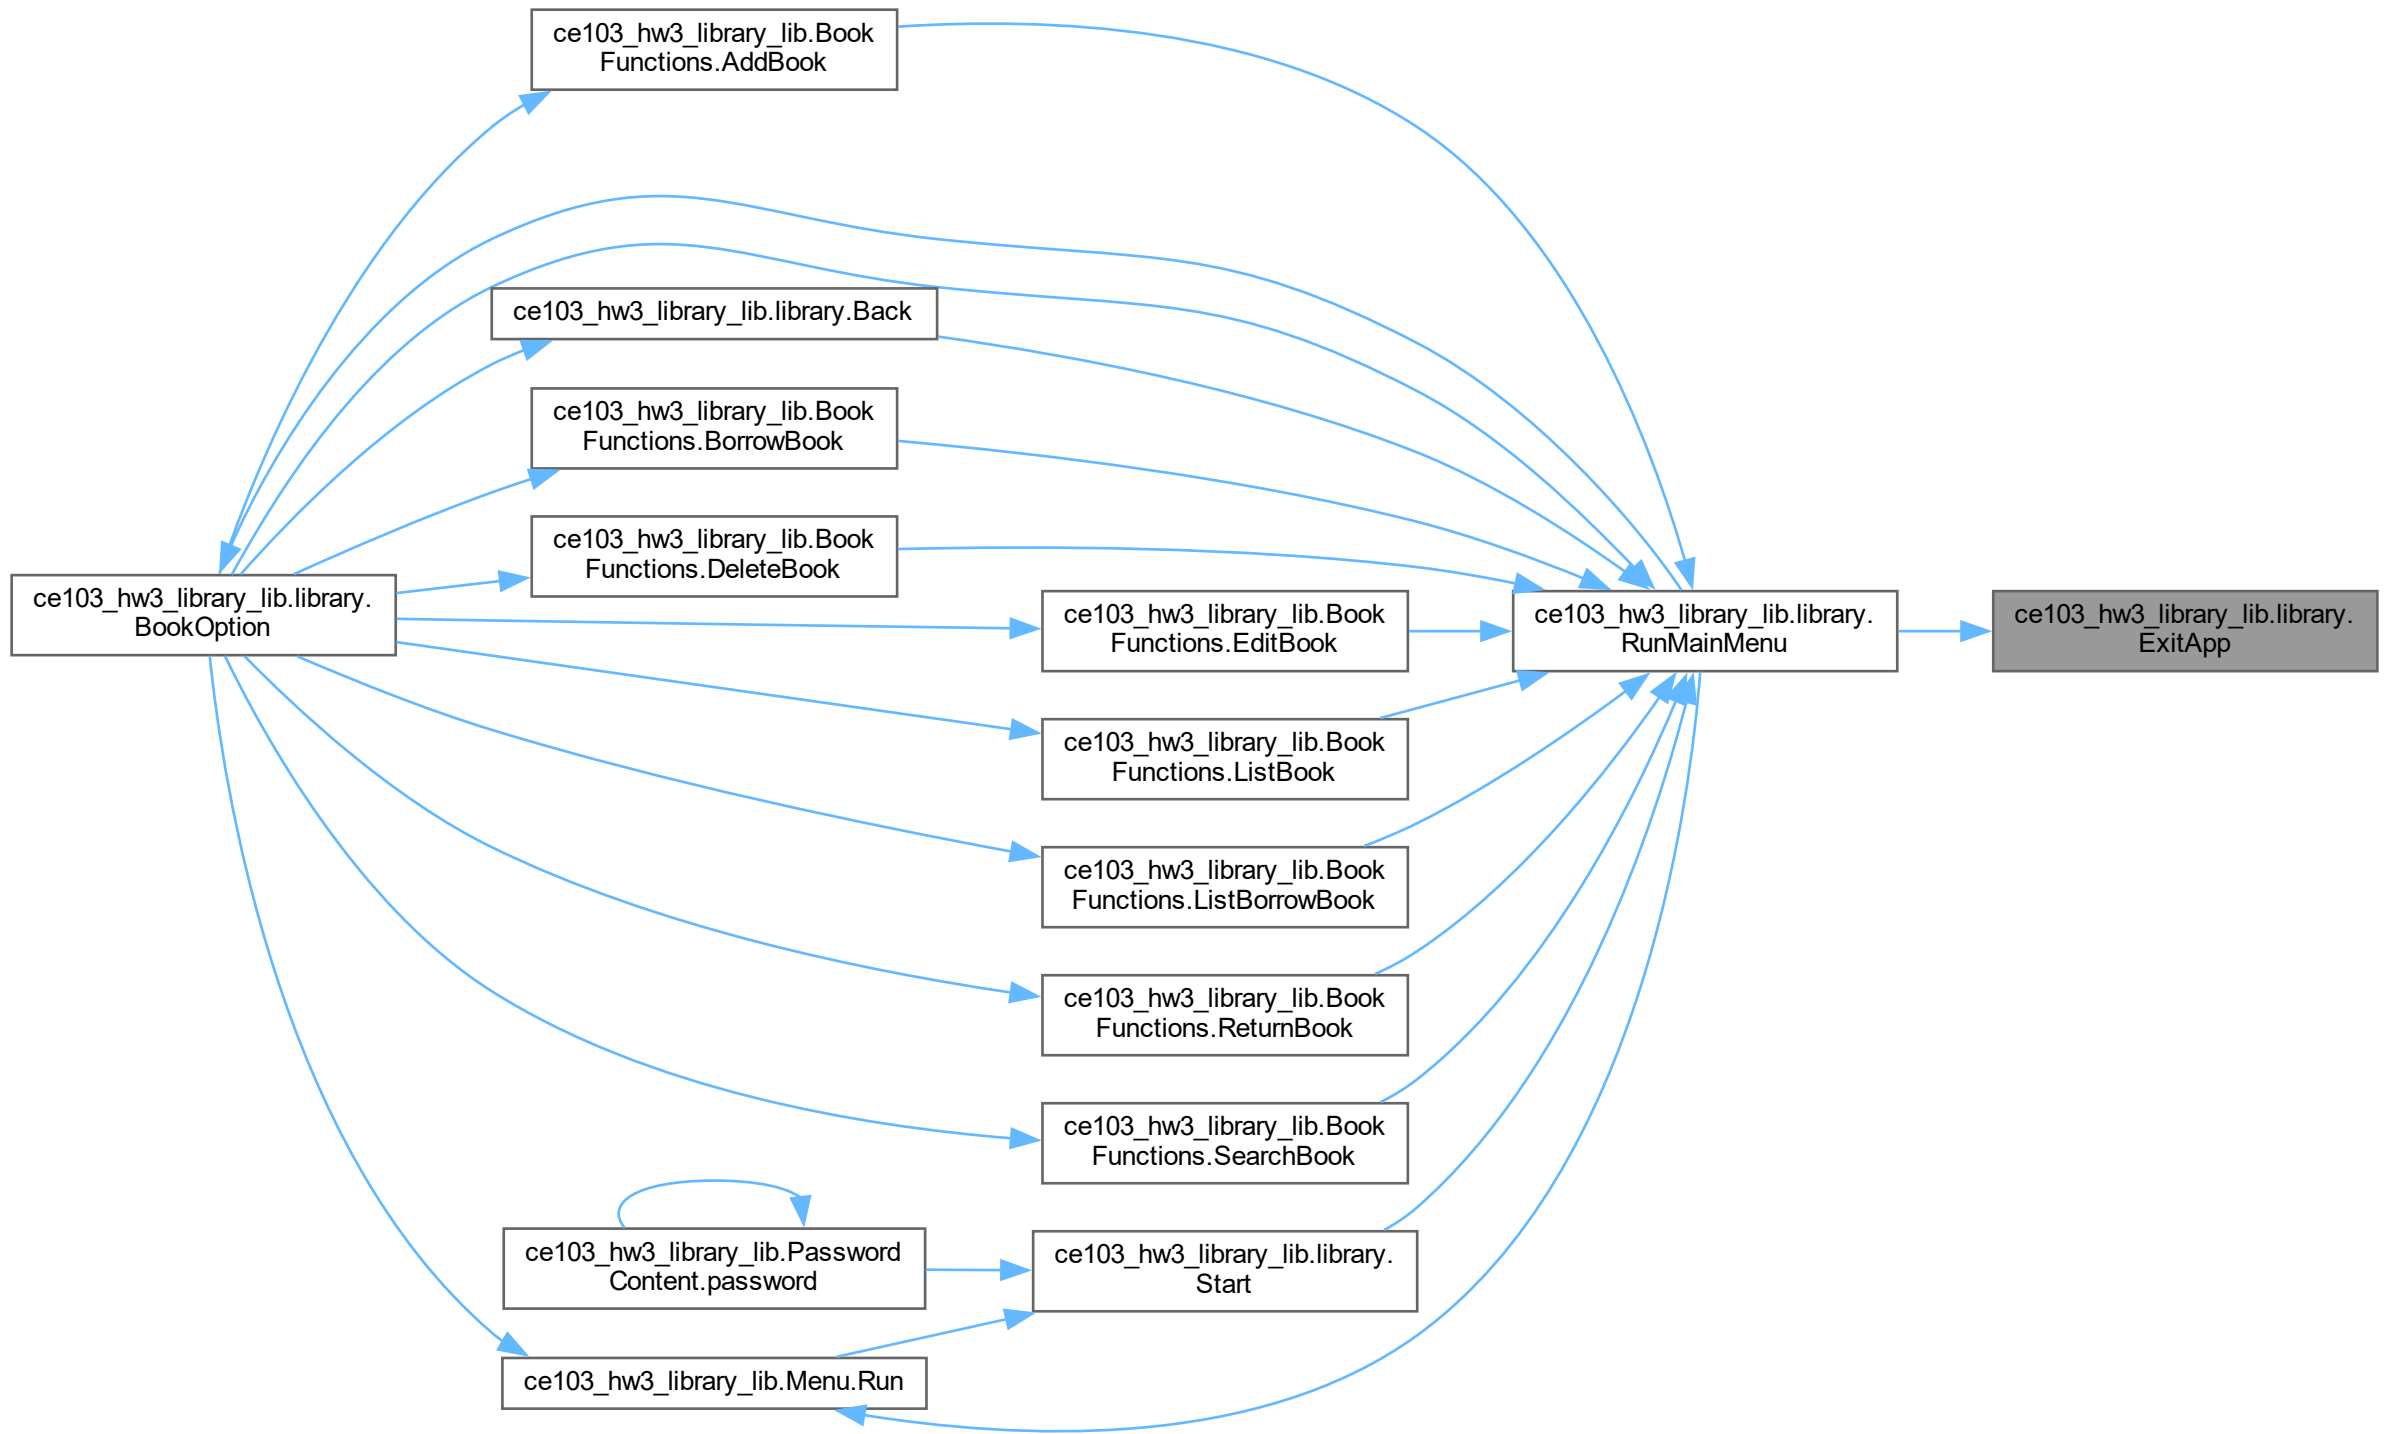 ce103_hw3_library_lib.Book
Functions.AddBook
ce103_hw3_library_lib.library.Back
ce103_hw3_library_lib.Book
Functions.BorrowBook
ce103_hw3_library_lib.Book
Functions.DeleteBook
ce103_hw3_library_lib.library.
BookOption
ce103_hw3_library_lib.Book
Functions.EditBook
ce103_hw3_library_lib.library.
RunMainMenu
ce103_hw3_library_lib.library.
ExitApp
ce103_hw3_library_lib.Book
Functions.ListBook
ce103_hw3_library_lib.Book
Functions.ListBorrowBook
ce103_hw3_library_lib.Book
Functions.ReturnBook
ce103_hw3_library_lib.Book
Functions.SearchBook
ce103_hw3_library_lib.Password
Content.password
ce103_hw3_library_lib.library.
Start
ce103_hw3_library_lib.Menu.Run